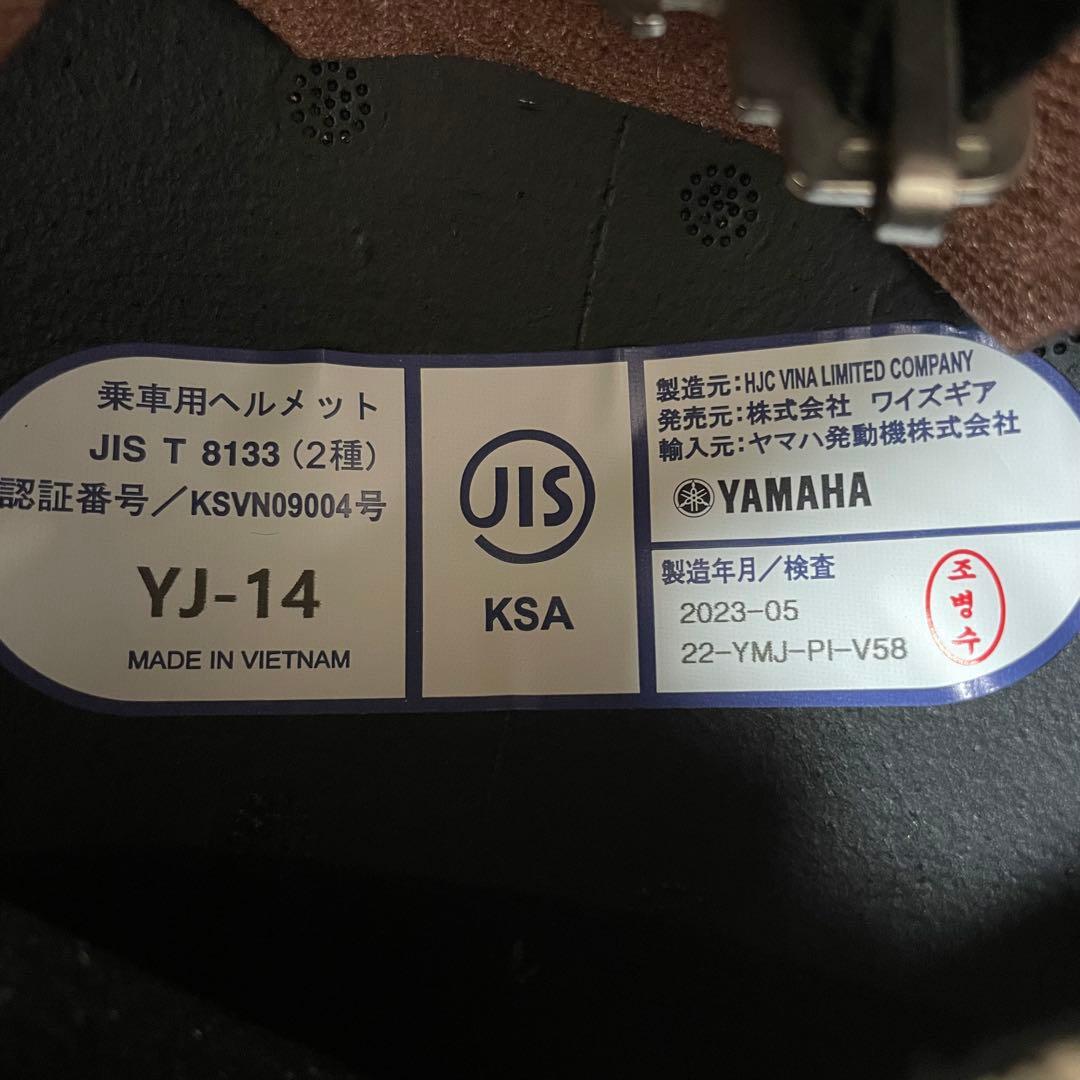 乗車用ヘルメット
JIS T 8133 (2種)
認証番号／KSVN09004号
YJ-14
MADE IN VIETNAM
JIS
KSA
製造元:HJC VINA LIMITED COMPANY
発売元:株式会社 ワイズギア
輸入元:ヤマハ発動機株式会社
YAMAHA
製造年月／検査
2023-05
22-YMJ-PI-V58
조병수